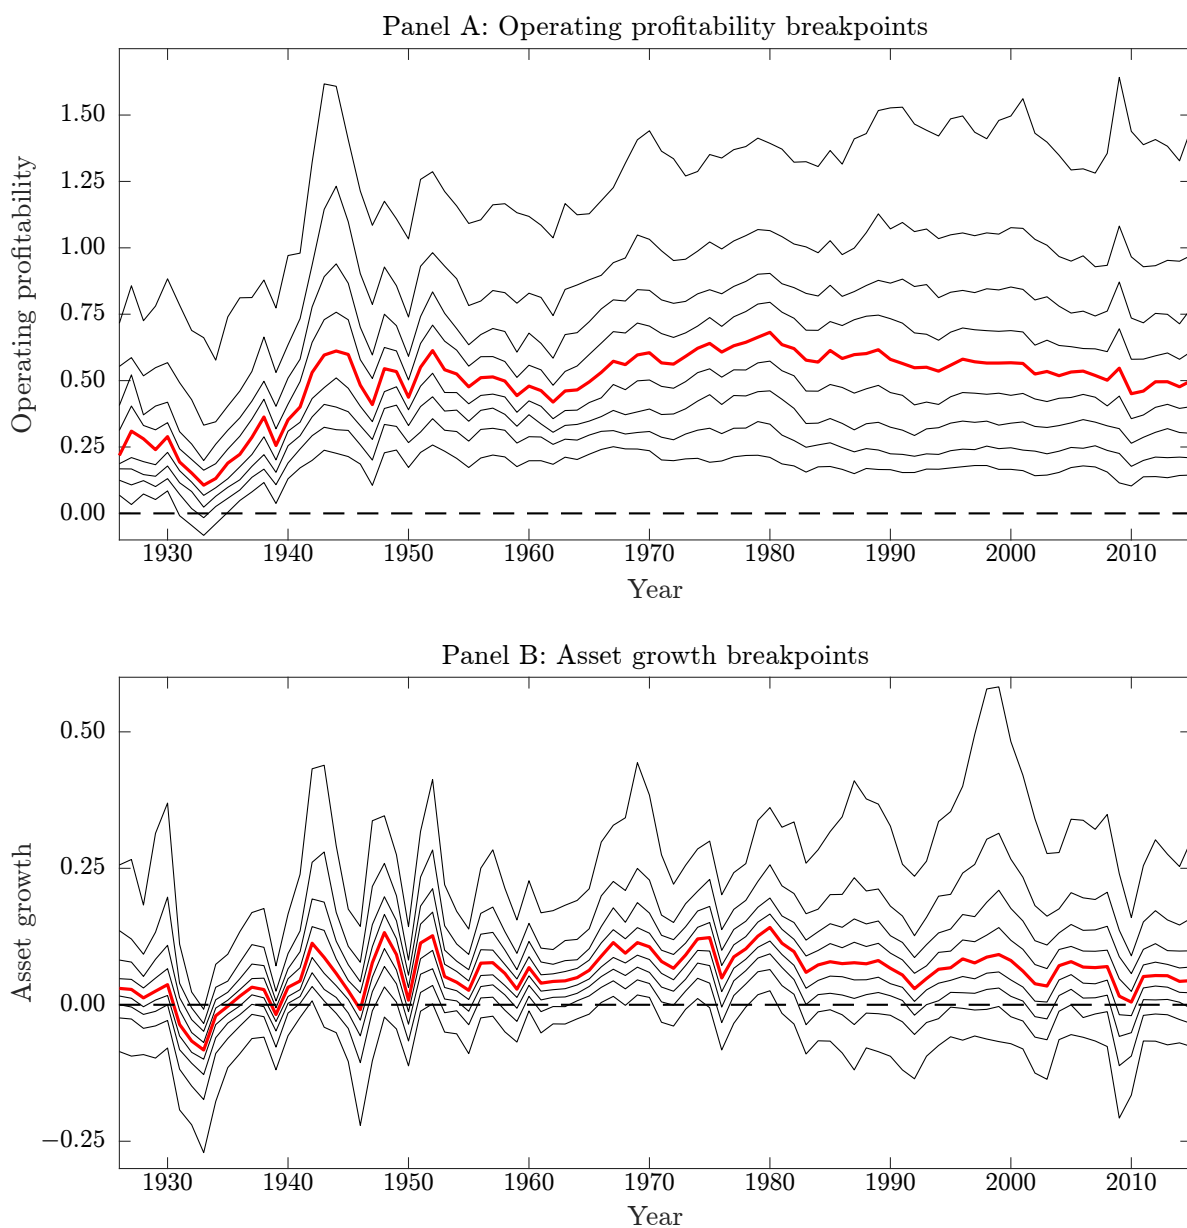 Panel A: Operating profitability breakpoints
1.50
1.25
1.00
0.75
0.50
0.25
0.00
Operating profitability
1930 1940 1950 1960 1970 1980 1990 2000 2010
Year
Panel B: Asset growth breakpoints
0.50
0.25
0.00
−0.25
Asset growth
1930 1940 1950 1960 1970 1980 1990 2000 2010
Year